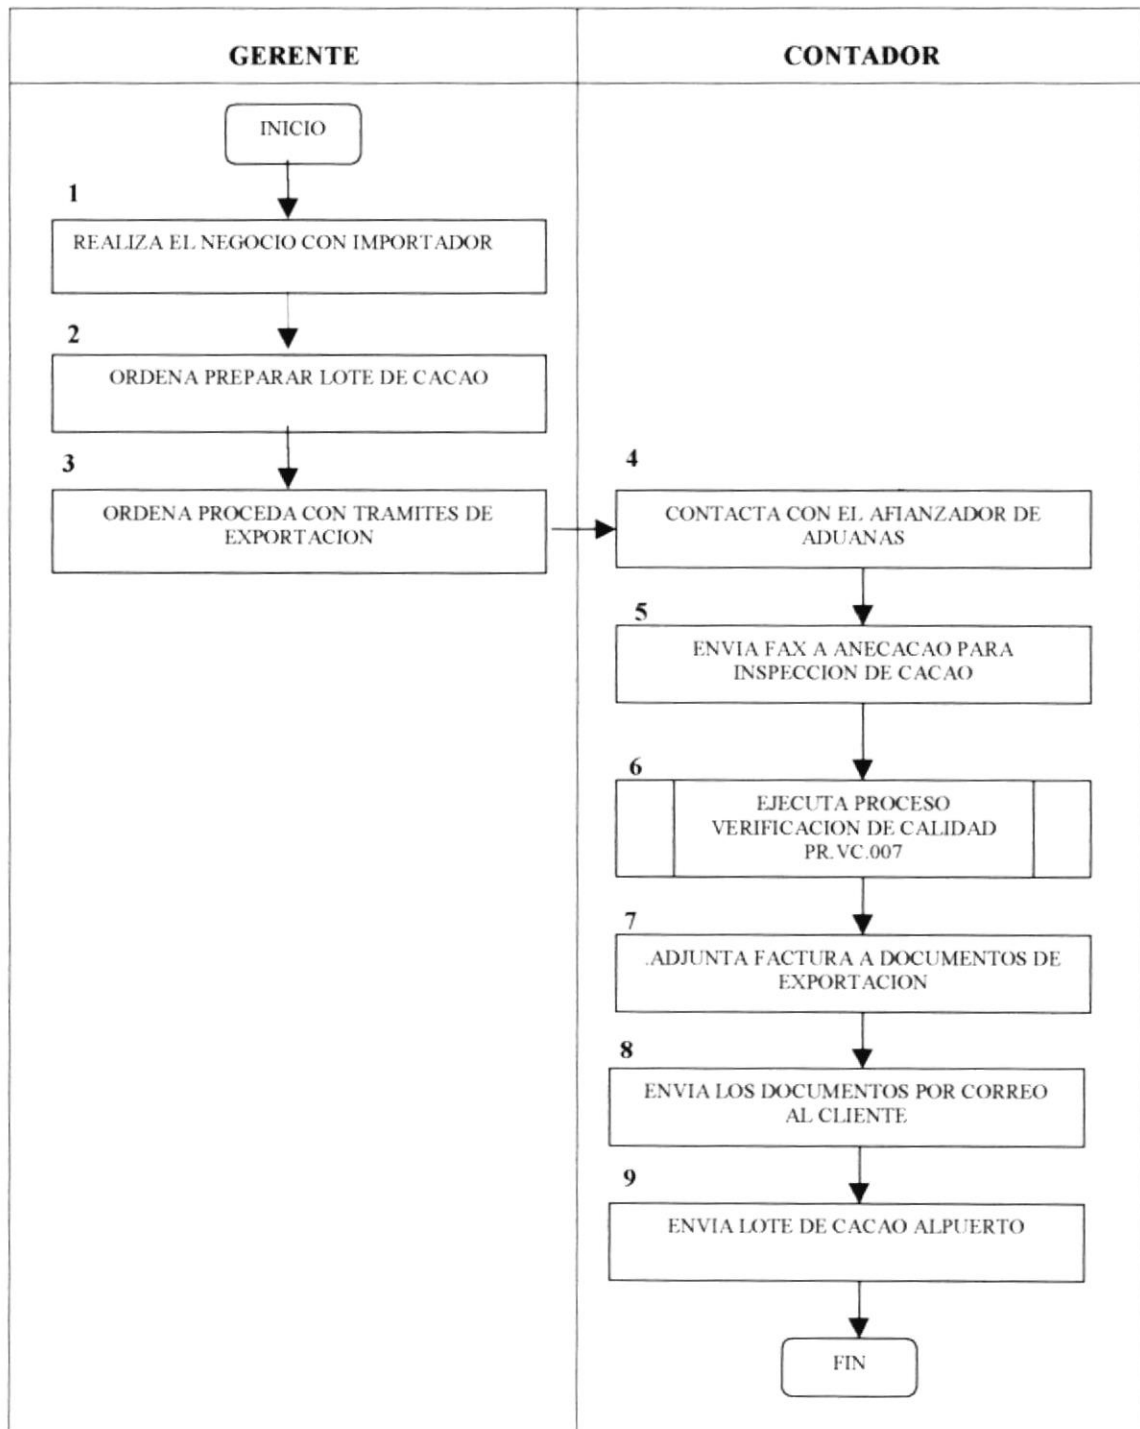 GERENTE
CONTADOR
INICIO
1
REALIZA EL NEGOCIO CON IMPORTADOR
2
ORDENA PREPARAR LOTE DE CACAO
3
ORDENA PROCEDA CON TRAMITES DE
EXPORTACION
4
CONTACTA CON EL AFIANZADOR DE
ADUANAS
5
ENVIA FAX A ANECACAO PARA
INSPECCION DE CACAO
6
EJECUTA PROCESO
VERIFICACION DE CALIDAD
PR.VC.007
7
.ADJUNTA FACTURA A DOCUMENTOS DE
EXPORTACION
8
ENVIA LOS DOCUMENTOS POR CORREO
AL CLIENTE
9
ENVIA LOTE DE CACAO ALPUERTO
FIN